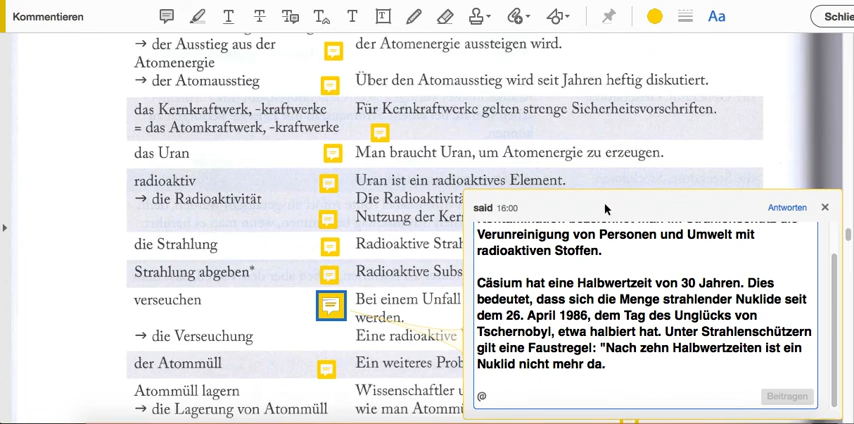 Kommentieren
T T T T T Aa
Schlie
→ der Ausstieg aus der
Atomenergie
der Atomenergie aussteigen wird.
→ der Atomausstieg
Über den Atomausstieg wird seit Jahren heftig diskutiert.
das Kernkraftwerk, -kraftwerke
= das Atomkraftwerk, -kraftwerke
Für Kernkraftwerke gelten strenge Sicherheitsvorschriften.
das Uran
Man braucht Uran, um Atomenergie zu erzeugen.
radioaktiv
Uran ist ein radioaktives Element.
→ die Radioaktivität
Die Radioaktivit
Nutzung der Ker
die Strahlung
Radioaktive Strah
Strahlung abgeben*
Radioaktive Subs
verseuchen
Bei einem Unfall
werden.
→ die Verseuchung
Eine radioaktive
der Atommüll
Ein weiteres Prob
Atommüll lagern
Wissenschaftler u
→ die Lagerung von Atommüll
wie man Atommü
said 16:00
Antworten
Verunreinigung von Personen und Umwelt mit
radioaktiven Stoffen.
Cäsium hat eine Halbwertzeit von 30 Jahren. Dies
bedeutet, dass sich die Menge strahlender Nuklide seit
dem 26. April 1986, dem Tag des Unglücks von
Tschernobyl, etwa halbiert hat. Unter Strahlenschützern
gilt eine Faustregel: "Nach zehn Halbwertzeiten ist ein
Nuklid nicht mehr da.
@
Beitragen